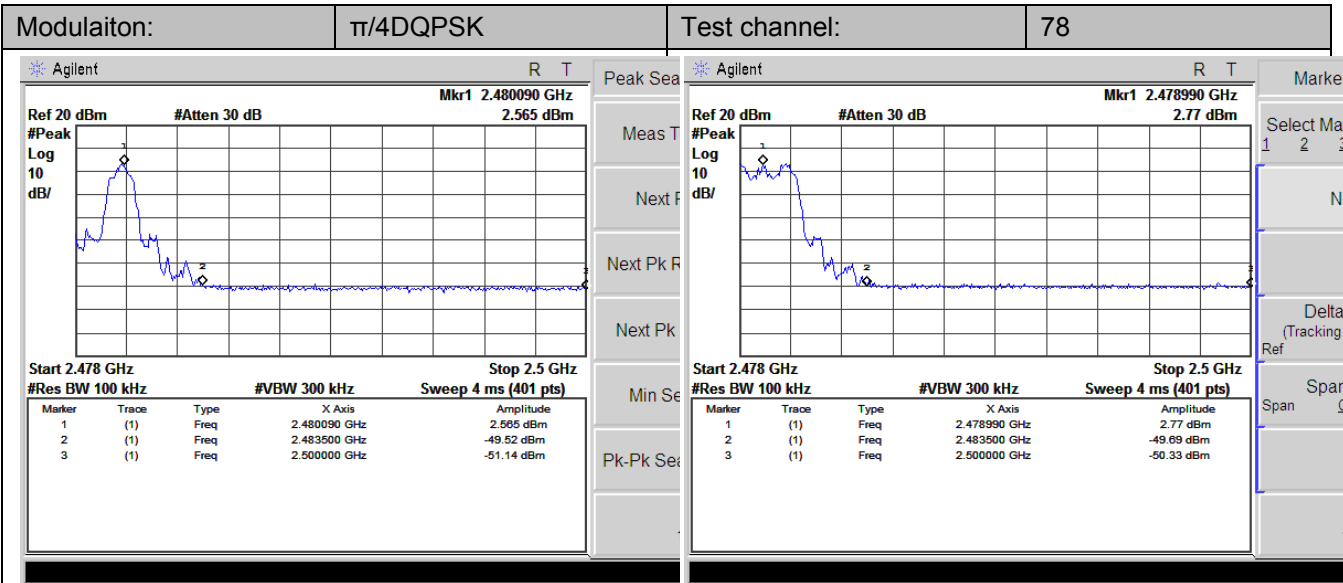 Modulaiton: π/4DQPSK Test channel: 78
Agilent R T
Mkr1 2.480090 GHz
Ref 20 dBm #Atten 30 dB 2.565 dBm
#Peak
Log
10
dB/
1
2
3
Start 2.478 GHz Stop 2.5 GHz
#Res BW 100 kHz #VBW 300 kHz Sweep 4 ms (401 pts)
Marker Trace Type X Axis Amplitude
1 (1) Freq 2.480090 GHz 2.565 dBm
2 (1) Freq 2.483500 GHz -49.52 dBm
3 (1) Freq 2.500000 GHz -51.14 dBm
Peak Sea
Meas T
Next P
Next Pk R
Next Pk
Min Se
Pk-Pk Sea
Agilent R T
Mkr1 2.478990 GHz
Ref 20 dBm #Atten 30 dB 2.77 dBm
#Peak
Log
10
dB/
1
2
Start 2.478 GHz Stop 2.5 GHz
#Res BW 100 kHz #VBW 300 kHz Sweep 4 ms (401 pts)
Marker Trace Type X Axis Amplitude
1 (1) Freq 2.478990 GHz 2.77 dBm
2 (1) Freq 2.483500 GHz -49.69 dBm
3 (1) Freq 2.500000 GHz -50.33 dBm
Marke
Select Ma
1 2 3
N
Delta
(Tracking
Ref
Span
Span